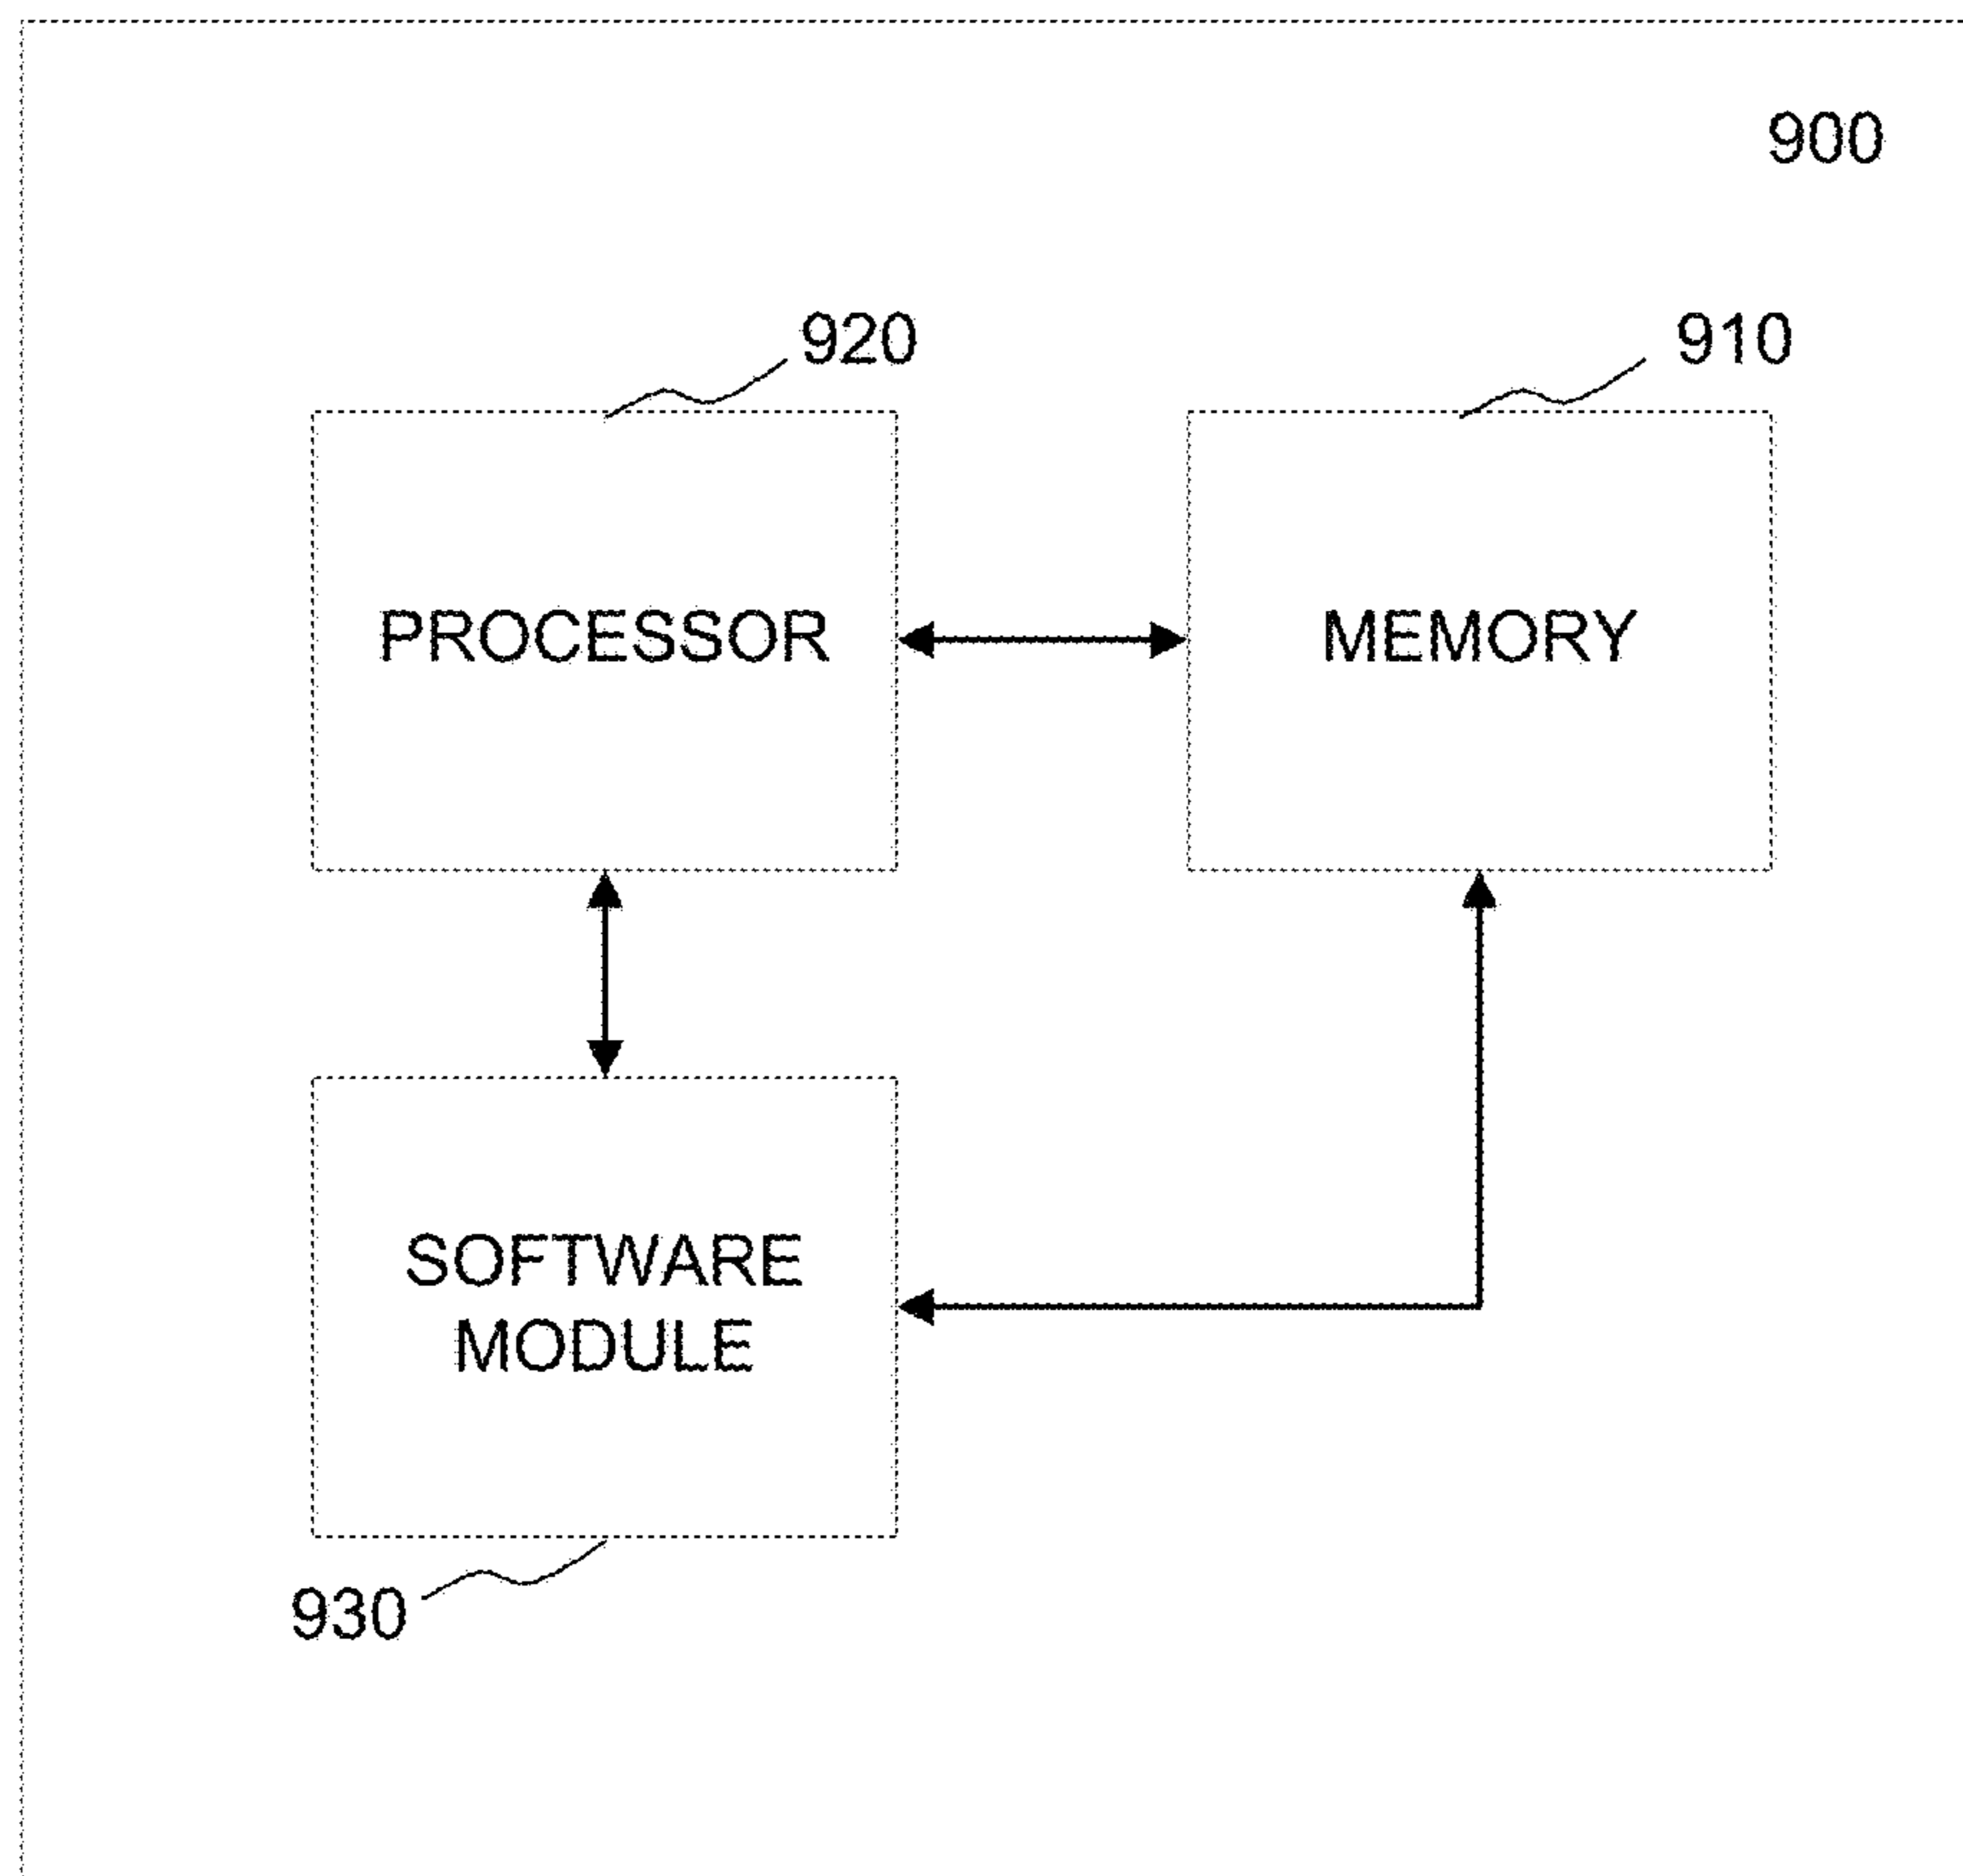 900
920
910
PROCESSOR
MEMORY
SOFTWARE
MODULE
930